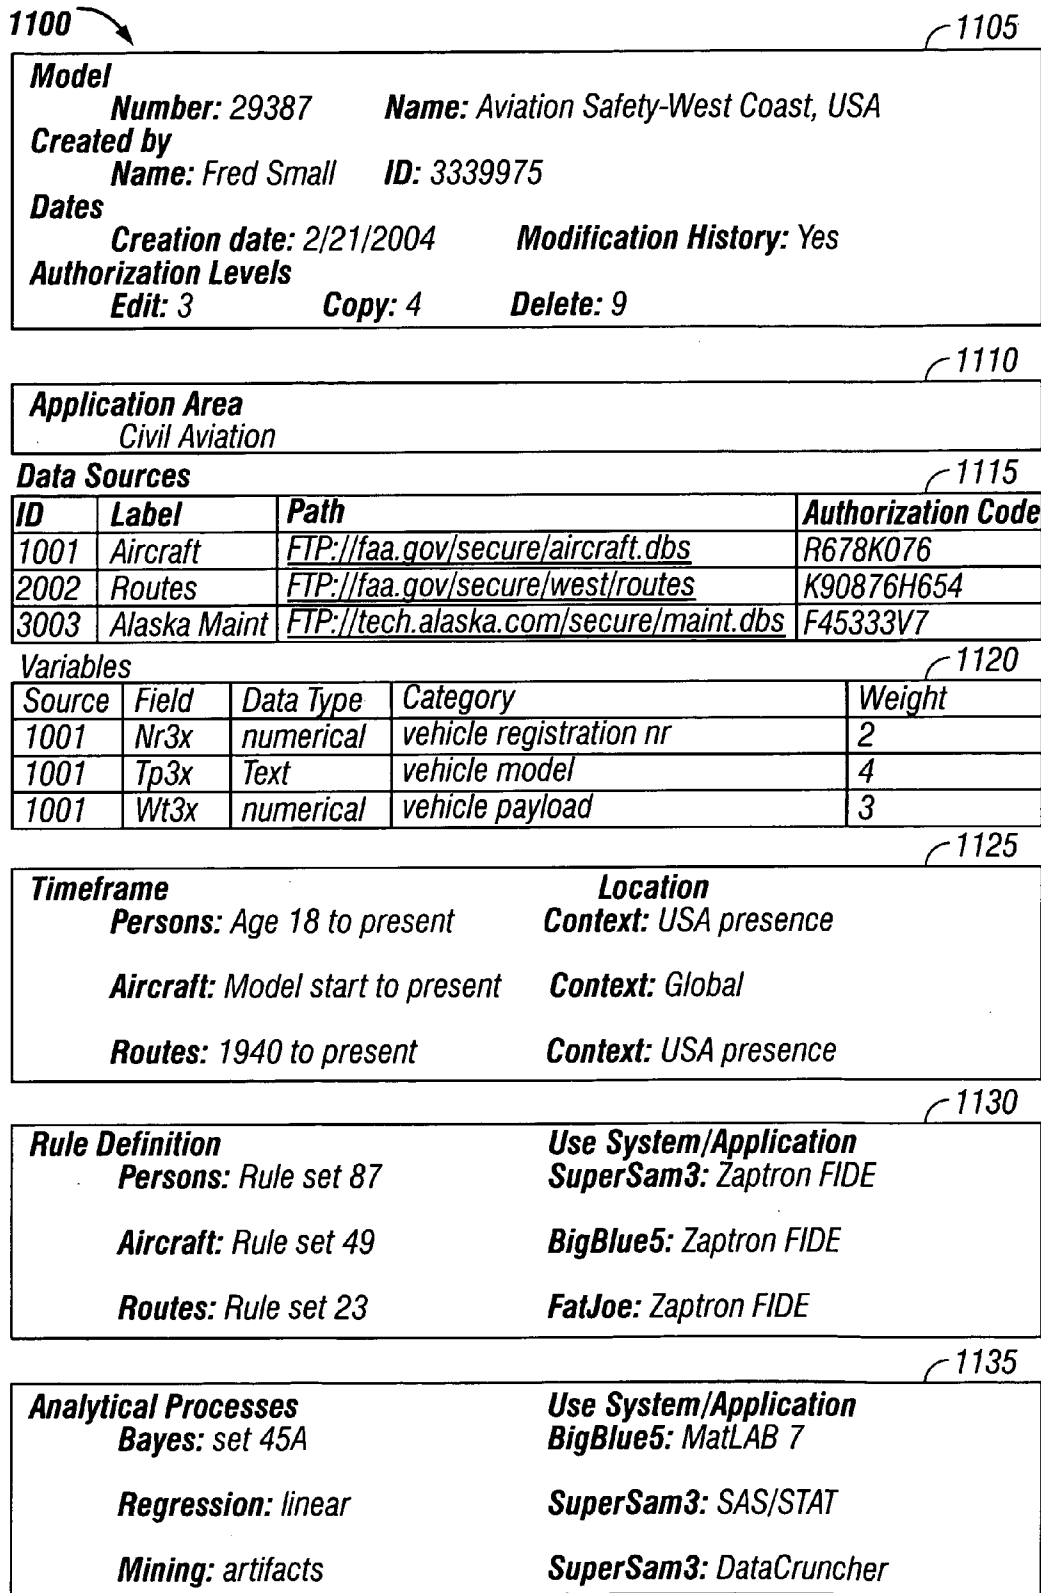 1100
1105
Model
Number: 29387 Name: Aviation Safety-West Coast, USA
Created by
Name: Fred Small ID: 3339975
Dates
Creation date: 2/21/2004 Modification History: Yes
Authorization Levels
Edit: 3 Copy: 4 Delete: 9
1110
Application Area
Civil Aviation
Data Sources 1115
ID Label Path Authorization Code
1001 Aircraft FTP://faa.gov/secure/aircraft.dbs R678K076
2002 Routes FTP://faa.gov/secure/west/routes K90876H654
3003 Alaska Maint FTP://tech.alaska.com/secure/maint.dbs F45333V7
Variables 1120
Source Field Data Type Category Weight
1001 Nr3x numerical vehicle registration nr 2
1001 Tp3x Text vehicle model 4
1001 Wt3x numerical vehicle payload 3
1125
Timeframe Location
Persons: Age 18 to present Context: USA presence
Aircraft: Model start to present Context: Global
Routes: 1940 to present Context: USA presence
1130
Rule Definition Use System/Application
Persons: Rule set 87 SuperSam3: Zaptron FIDE
Aircraft: Rule set 49 BigBlue5: Zaptron FIDE
Routes: Rule set 23 FatJoe: Zaptron FIDE
1135
Analytical Processes Use System/Application
Bayes: set 45A BigBlue5: MatLAB 7
Regression: linear SuperSam3: SAS/STAT
Mining: artifacts SuperSam3: DataCruncher